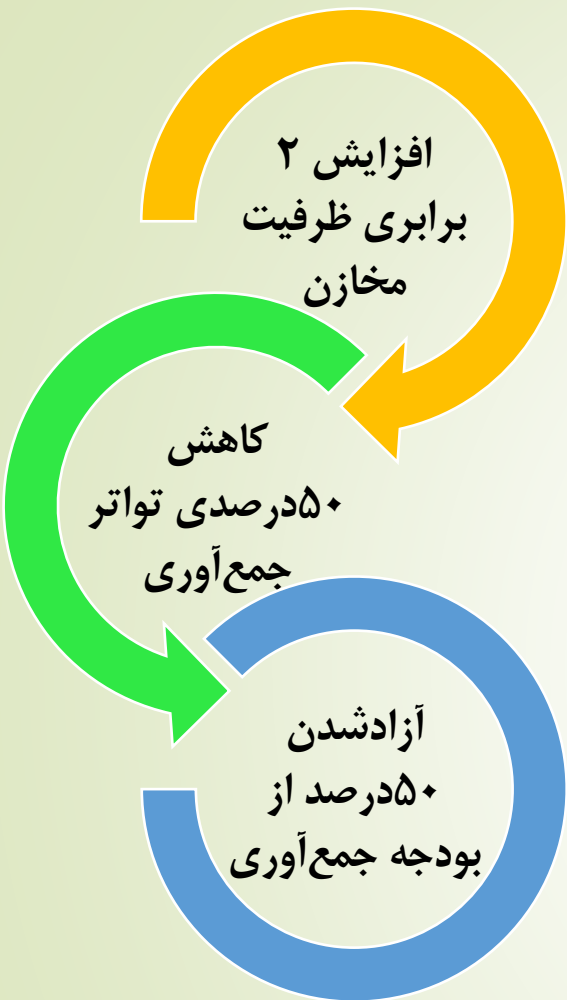 افزایش ۲
برابری ظرفیت
مخازن
کاهش
۵۰درصدی تواتر
جمع‌آوری
آزادشدن
۵۰درصد از
بودجه جمع‌آوری